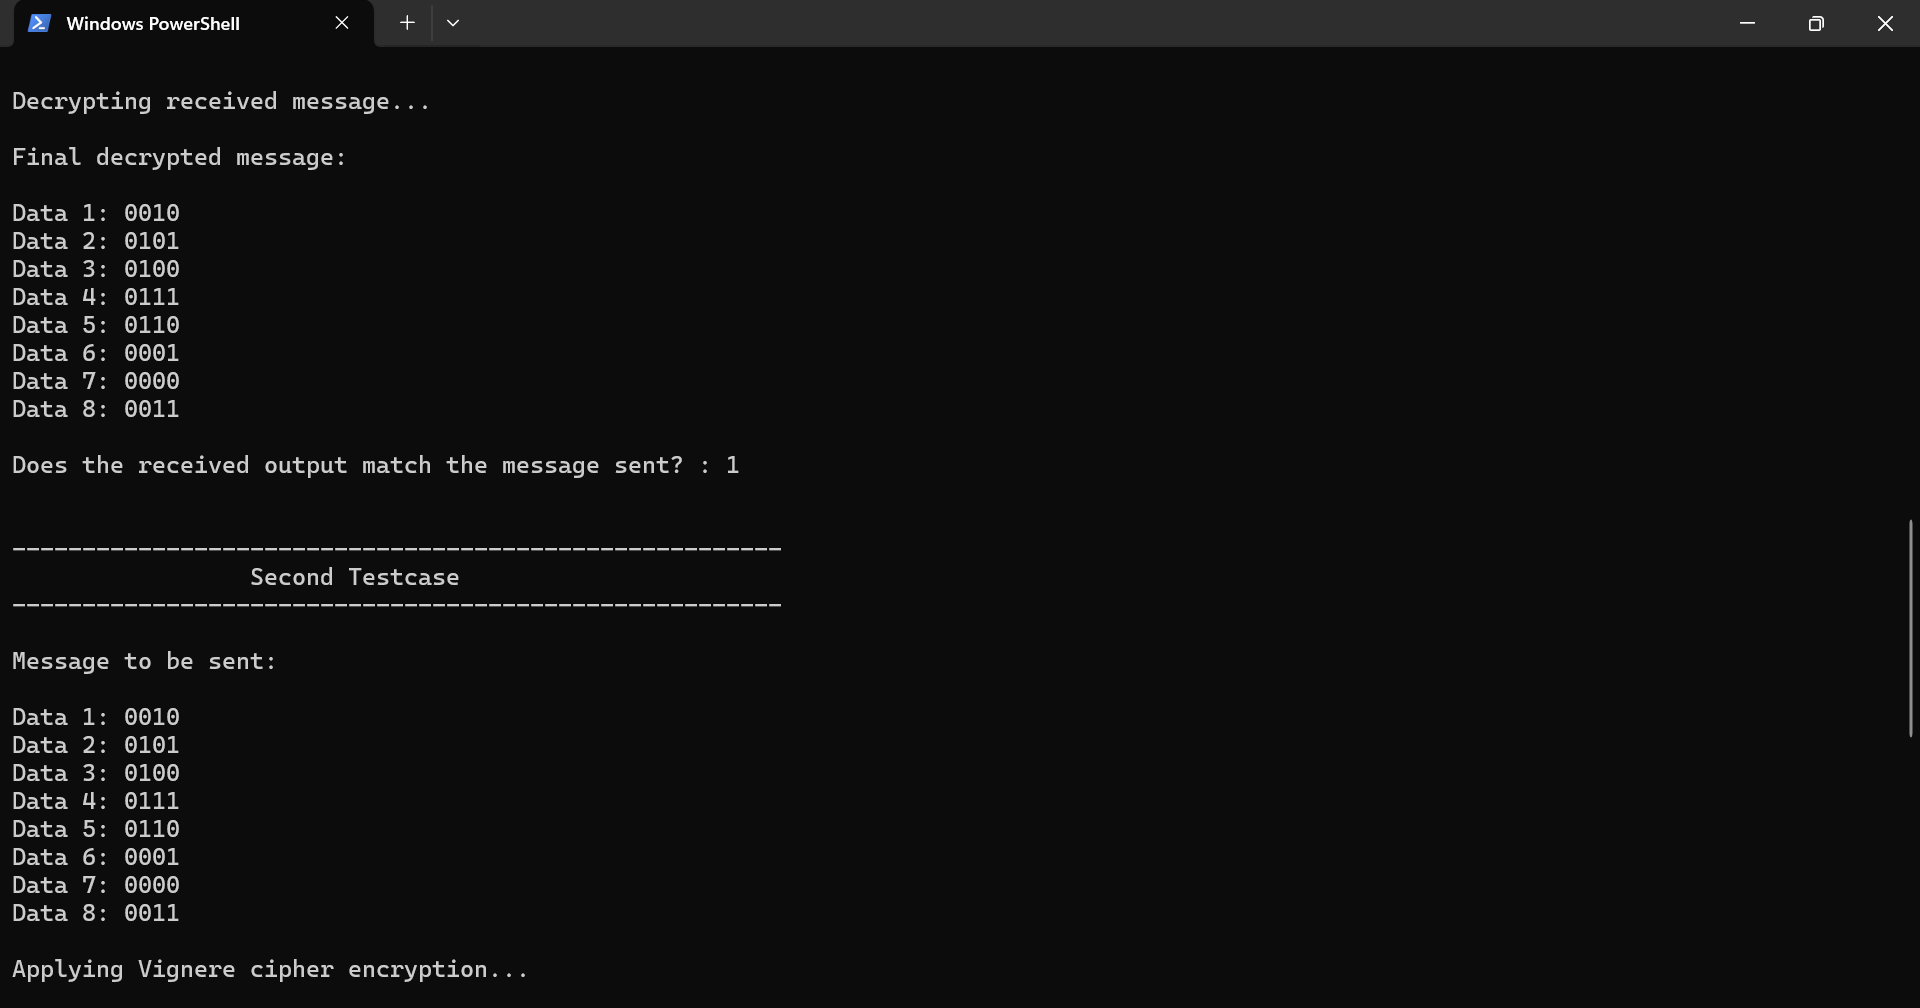 Windows PowerShell
Decrypting received message...
Final decrypted message:
Data 1: 0010
Data 2: 0101
Data 3: 0100
Data 4: 0111
Data 5: 0110
Data 6: 0001
Data 7: 0000
Data 8: 0011
Does the received output match the message sent? : 1
-------------------------------------------------------
Second Testcase
-------------------------------------------------------
Message to be sent:
Data 1: 0010
Data 2: 0101
Data 3: 0100
Data 4: 0111
Data 5: 0110
Data 6: 0001
Data 7: 0000
Data 8: 0011
Applying Vignere cipher encryption...